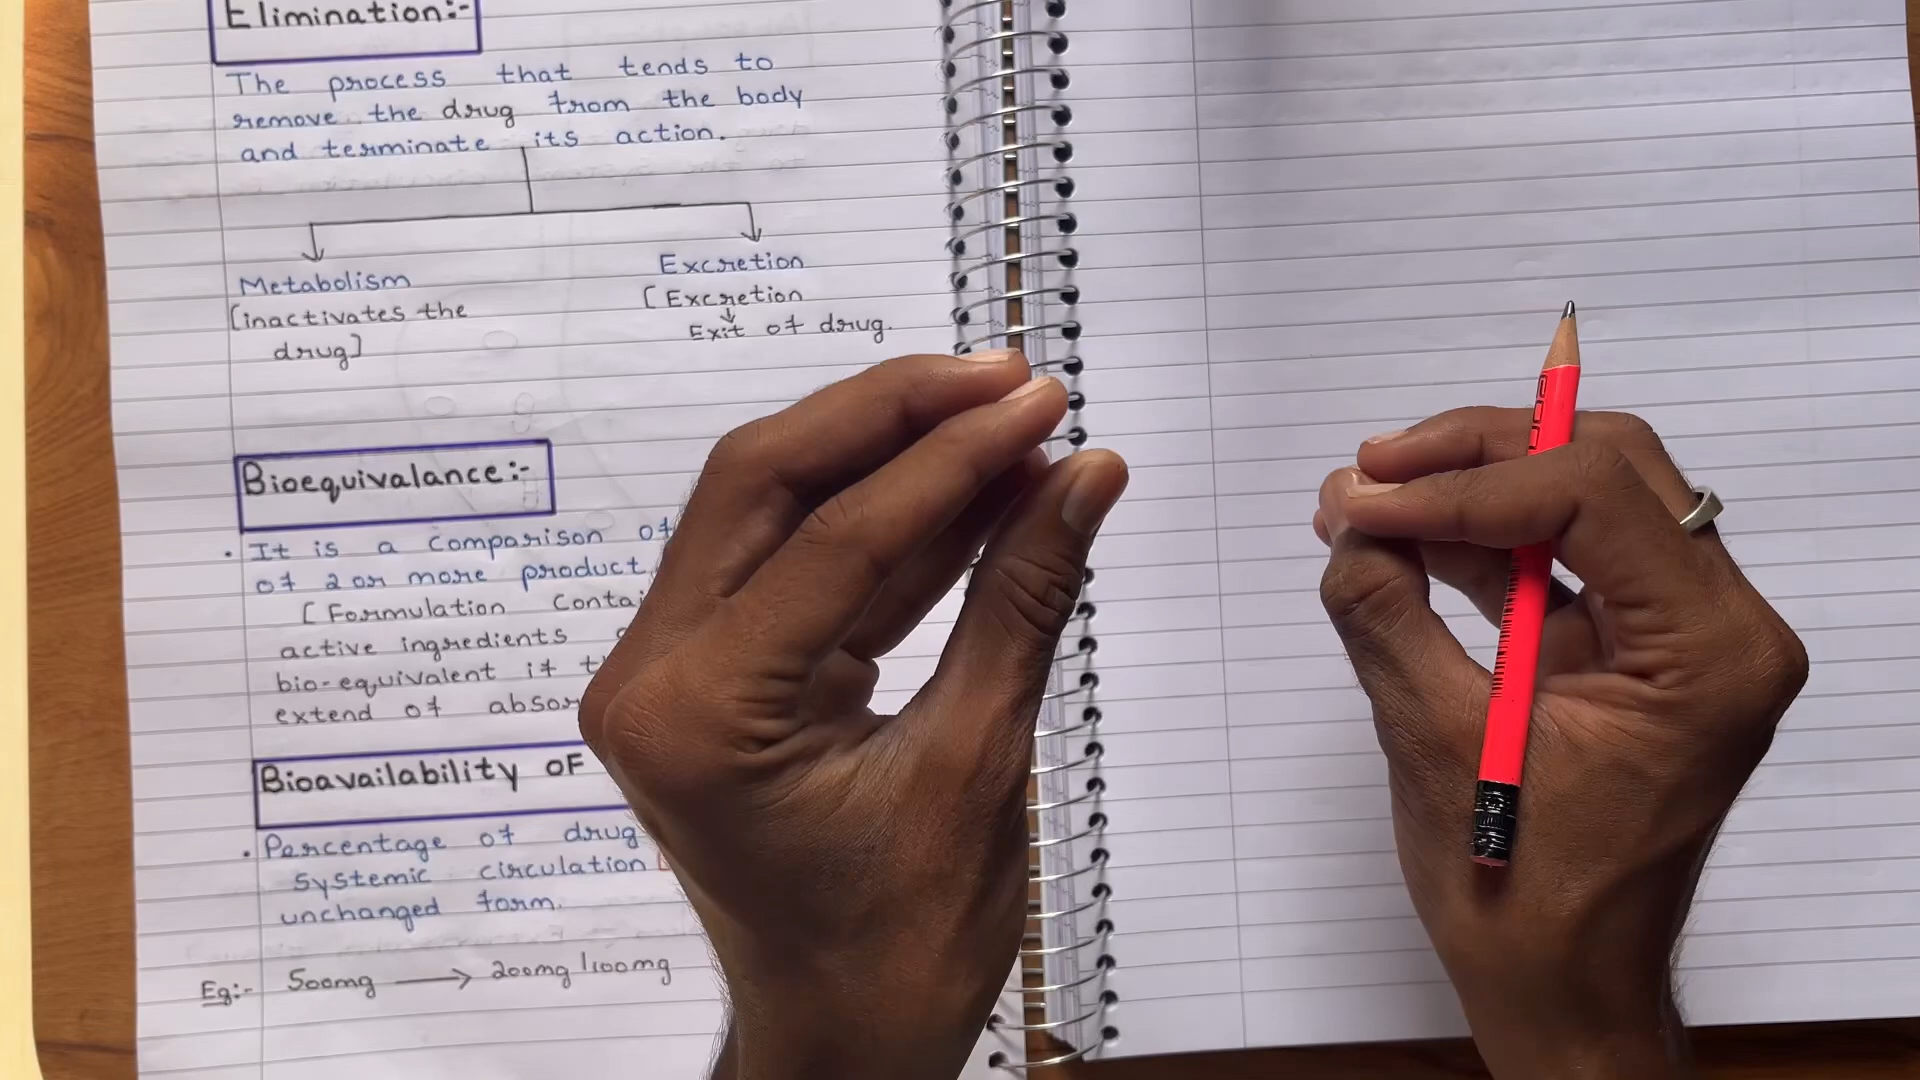 Elimination:-
The process that tends to
remove the drug from the body
and terminate its action.
Metabolism
[inactivates the
drug]
Excretion
[Excretion
↓
Exit of drug.
Bioequivalance:-
• It is a comparison of
of 2 or more product
[Formulation
active ingredients
bio-equivalent if
extend of
Bioavailability OF
• Percentage of drug
systemic circulation
unchanged form.
Eg:- 500mg → 200mg / 100mg